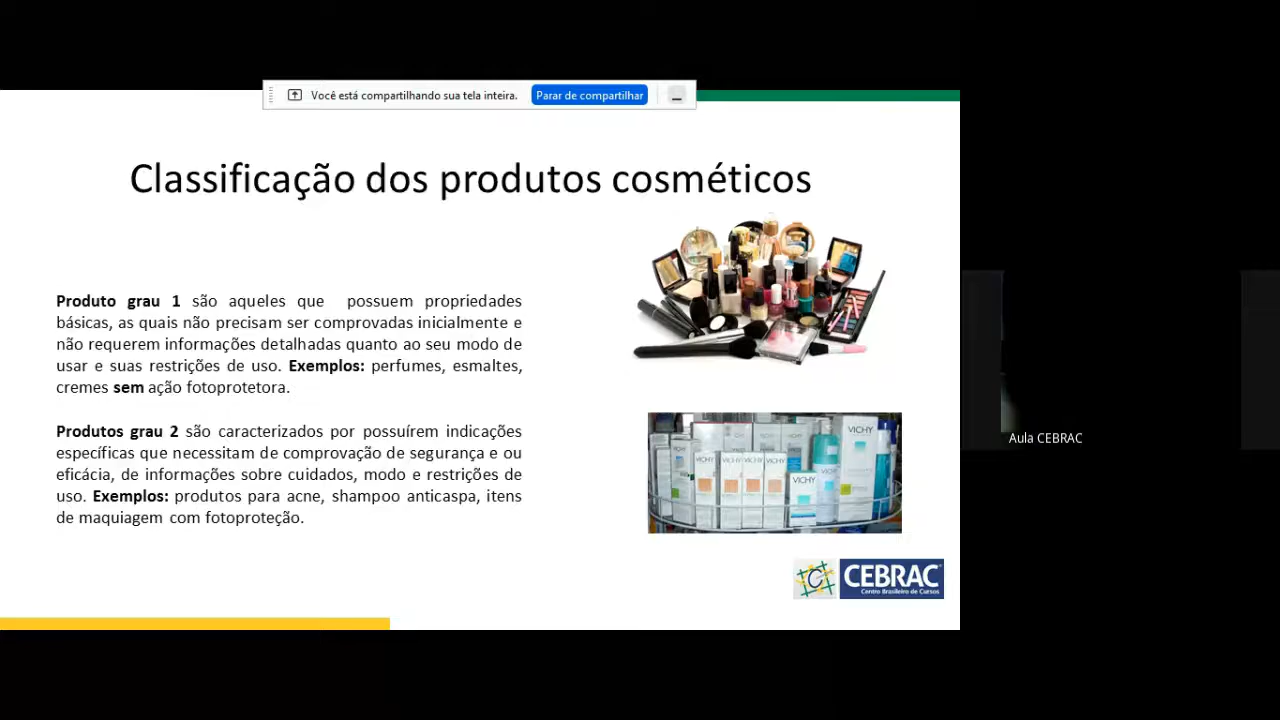 Você está compartilhando sua tela inteira.
Parar de compartilhar
Classificação dos produtos cosméticos
Produto grau 1 são aqueles que possuem propriedades
básicas, as quais não precisam ser comprovadas inicialmente e
não requerem informações detalhadas quanto ao seu modo de
usar e suas restrições de uso. Exemplos: perfumes, esmaltes,
cremes sem ação fotoprotetora.
Produtos grau 2 são caracterizados por possuírem indicações
específicas que necessitam de comprovação de segurança e ou
eficácia, de informações sobre cuidados, modo e restrições de
uso. Exemplos: produtos para acne, shampoo anticaspa, itens
de maquiagem com fotoproteção.
VICHY
VICHY
VICHY
VICHY
VICHY
VICHY
VICHY
CEBRAC
Centro Brasileiro de Cursos
Aula CEBRAC